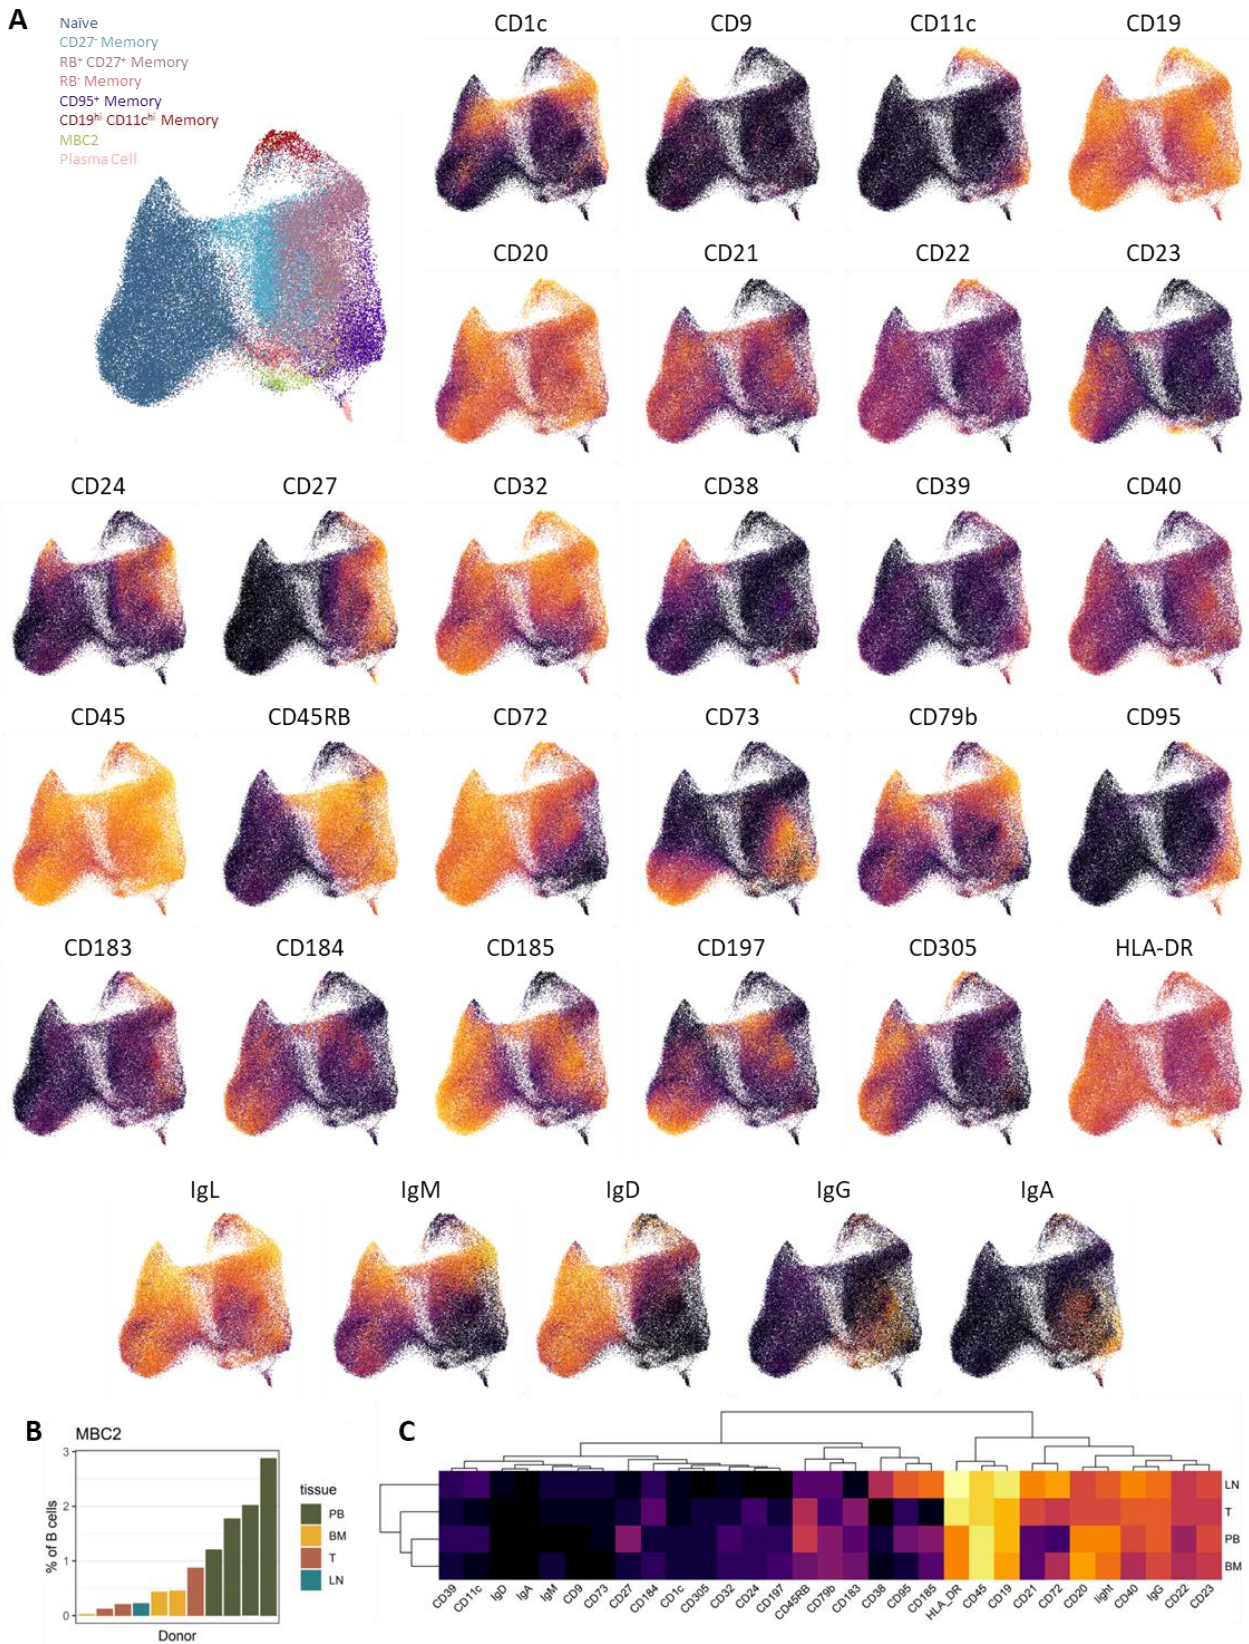 A
Naïve
CD27⁻ Memory
RB⁺ CD27⁺ Memory
RB⁻ Memory
CD95⁺ Memory
CD19ʰⁱ CD11cʰⁱ Memory
MBC2
Plasma Cell
CD1c CD9 CD11c CD19
CD20 CD21 CD22 CD23
CD24 CD27 CD32 CD38 CD39 CD40
CD45 CD45RB CD72 CD73 CD79b CD95
CD183 CD184 CD185 CD197 CD305 HLA-DR
IgL IgM IgD IgG IgA
B
MBC2
% of B cells
3
2
1
0
Donor
tissue
PB
BM
T
LN
C
LN
T
PB
BM
CD39 CD11c IgD IgA IgM CD9 CD73 CD27 CD184 CD1c CD305 CD32 CD24 CD197 CD45RB CD79b CD183 CD38 CD95 CD185 HLA_DR CD45 CD19 CD21 CD72 CD20 light CD40 IgG CD22 CD23